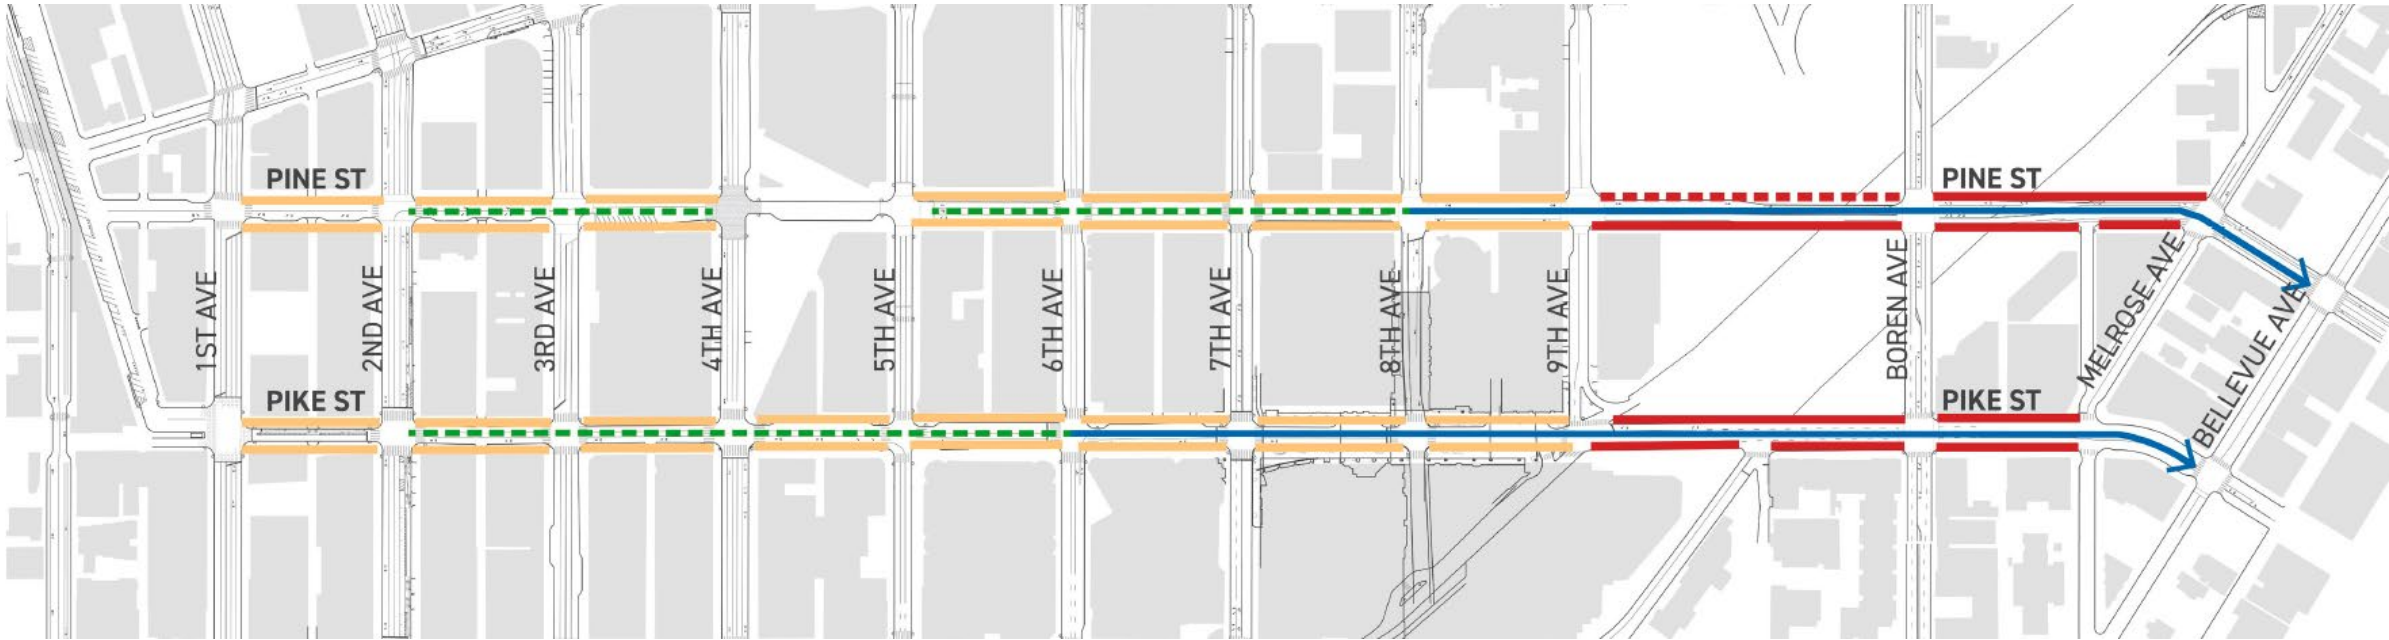 PINE ST
PINE ST
1ST AVE
2ND AVE
3RD AVE
4TH AVE
5TH AVE
6TH AVE
7TH AVE
8TH AVE
9TH AVE
BOREN AVE
MELROSE AVE
BELLEVUE AVE
PIKE ST
PIKE ST